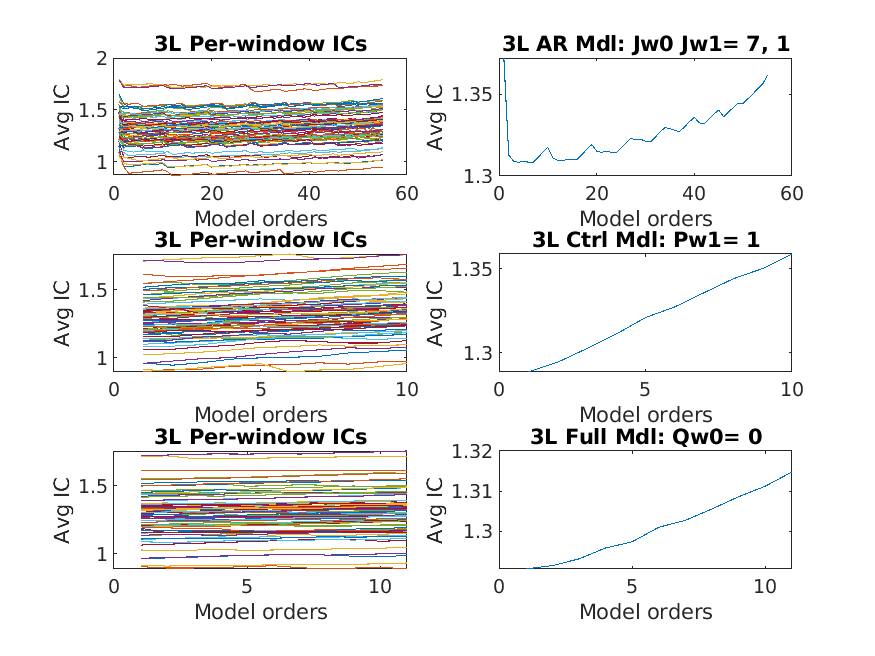 3L Per-window ICs
Avg IC
2
1.5
1
0
20
40
60
Model orders
3L AR Mdl: Jw0 Jw1= 7, 1
Avg IC
1.35
1.3
0
20
40
60
Model orders
3L Per-window ICs
Avg IC
1.5
1
0
5
10
Model orders
3L Ctrl Mdl: Pw1= 1
Avg IC
1.35
1.3
0
5
10
Model orders
3L Per-window ICs
Avg IC
1.5
1
0
5
10
Model orders
3L Full Mdl: Qw0= 0
Avg IC
1.32
1.31
1.3
0
5
10
Model orders